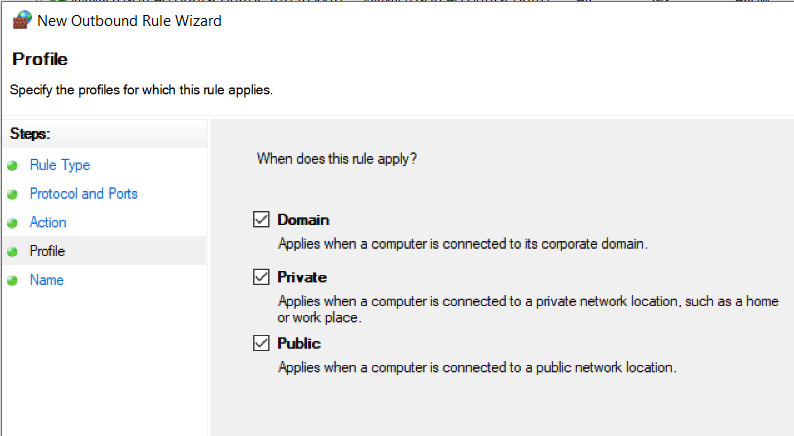 New Outbound Rule Wizard
Profile
Specify the profiles for which this rule applies.
Steps:
Rule Type
Protocol and Ports
Action
Profile
Name
When does this rule apply?
Domain
Applies when a computer is connected to its corporate domain.
Private
Applies when a computer is connected to a private network location, such as a home
or work place.
Public
Applies when a computer is connected to a public network location.